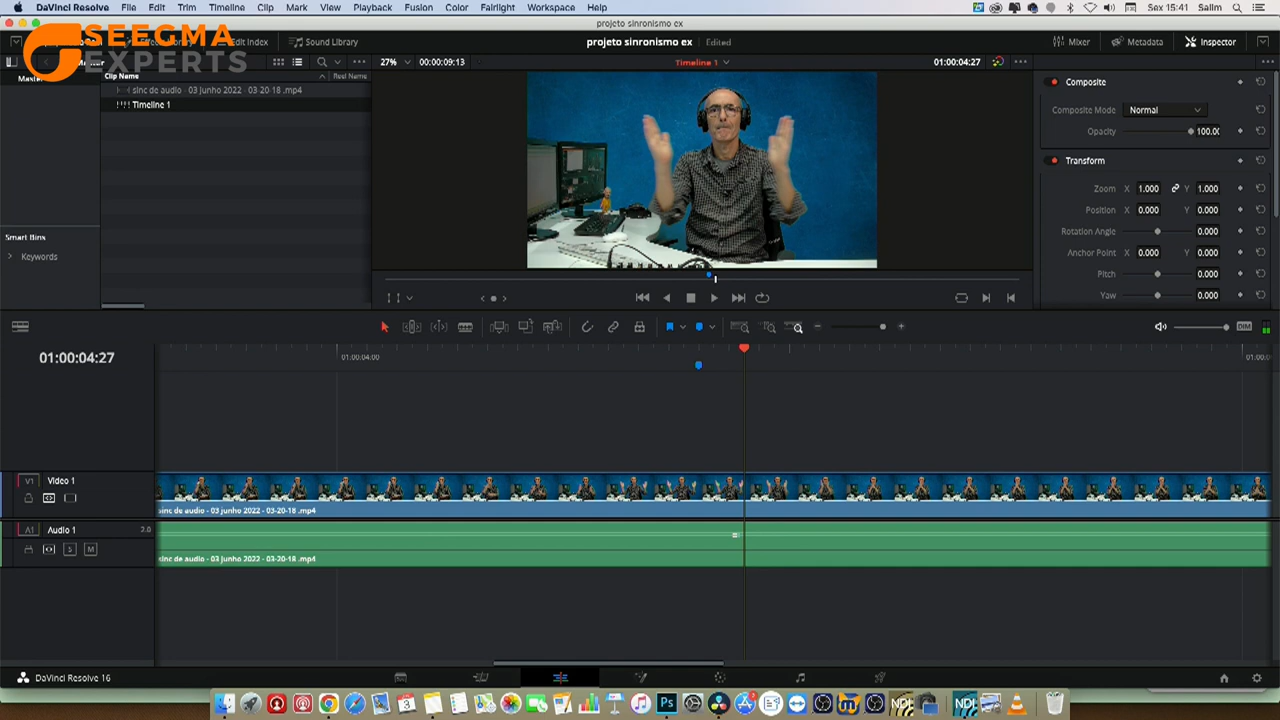 DaVinci Resolve File Edit Trim Timeline Clip Mark View Playback Fusion Color Fairlight Workspace Help Sex 15:41 Salim
projeto sinronismo ex
SEEGMA
EXPERTS
Edit Index Sound Library projeto sinronismo ex Edited Mixer Metadata Inspector
27% 00:00:09:13 Timeline 1 01:00:04:27
Clip Name Reel Name
sinc de audio - 03 junho 2022 - 03-20-18 .mp4
Timeline 1
Composite
Composite Mode Normal
Opacity 100.00
Transform
Zoom X 1.000 Y 1.000
Position X 0.000 Y 0.000
Rotation Angle 0.000
Anchor Point X 0.000 Y 0.000
Pitch 0.000
Yaw 0.000
Smart Bins
Keywords
DIM
01:00:04:27
01:00:04:00
V1 Video 1
sinc de audio - 03 junho 2022 - 03-20-18 .mp4
A1 Audio 1 2.0
S M
sinc de audio - 03 junho 2022 - 03-20-18 .mp4
DaVinci Resolve 16
Ps
NDI
NDI